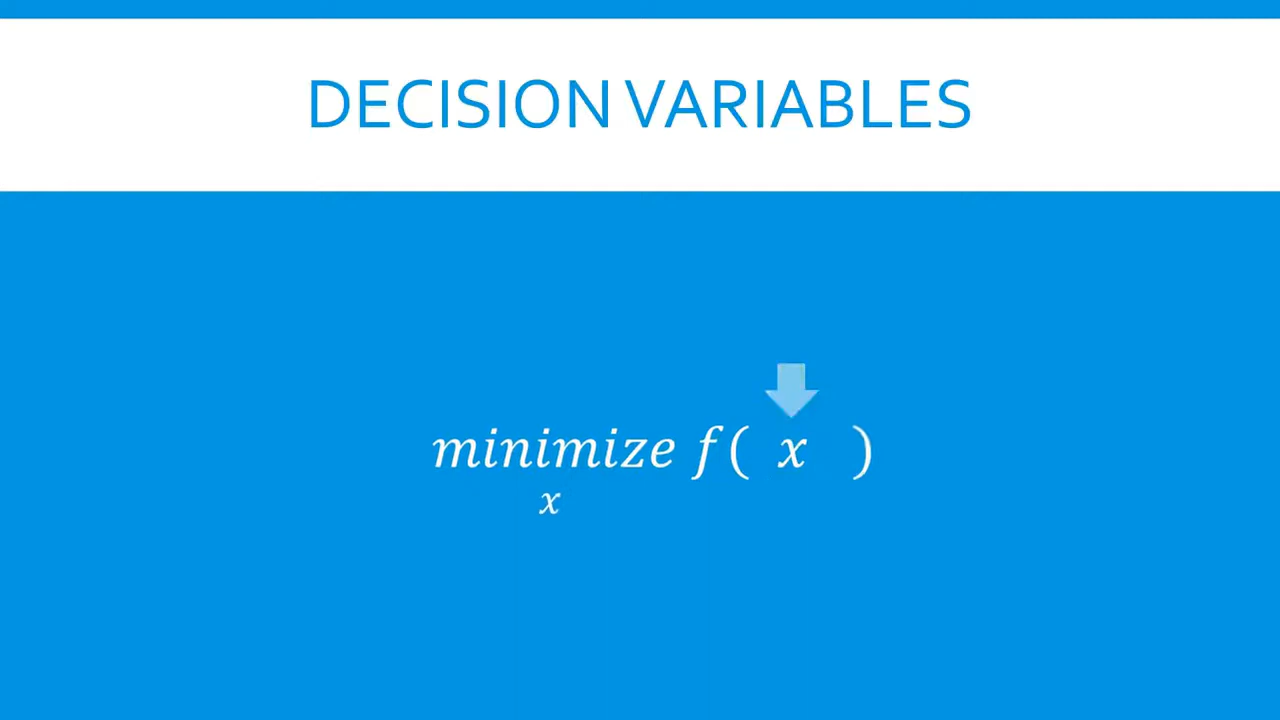 DECISION VARIABLES
minimize f( x )
x